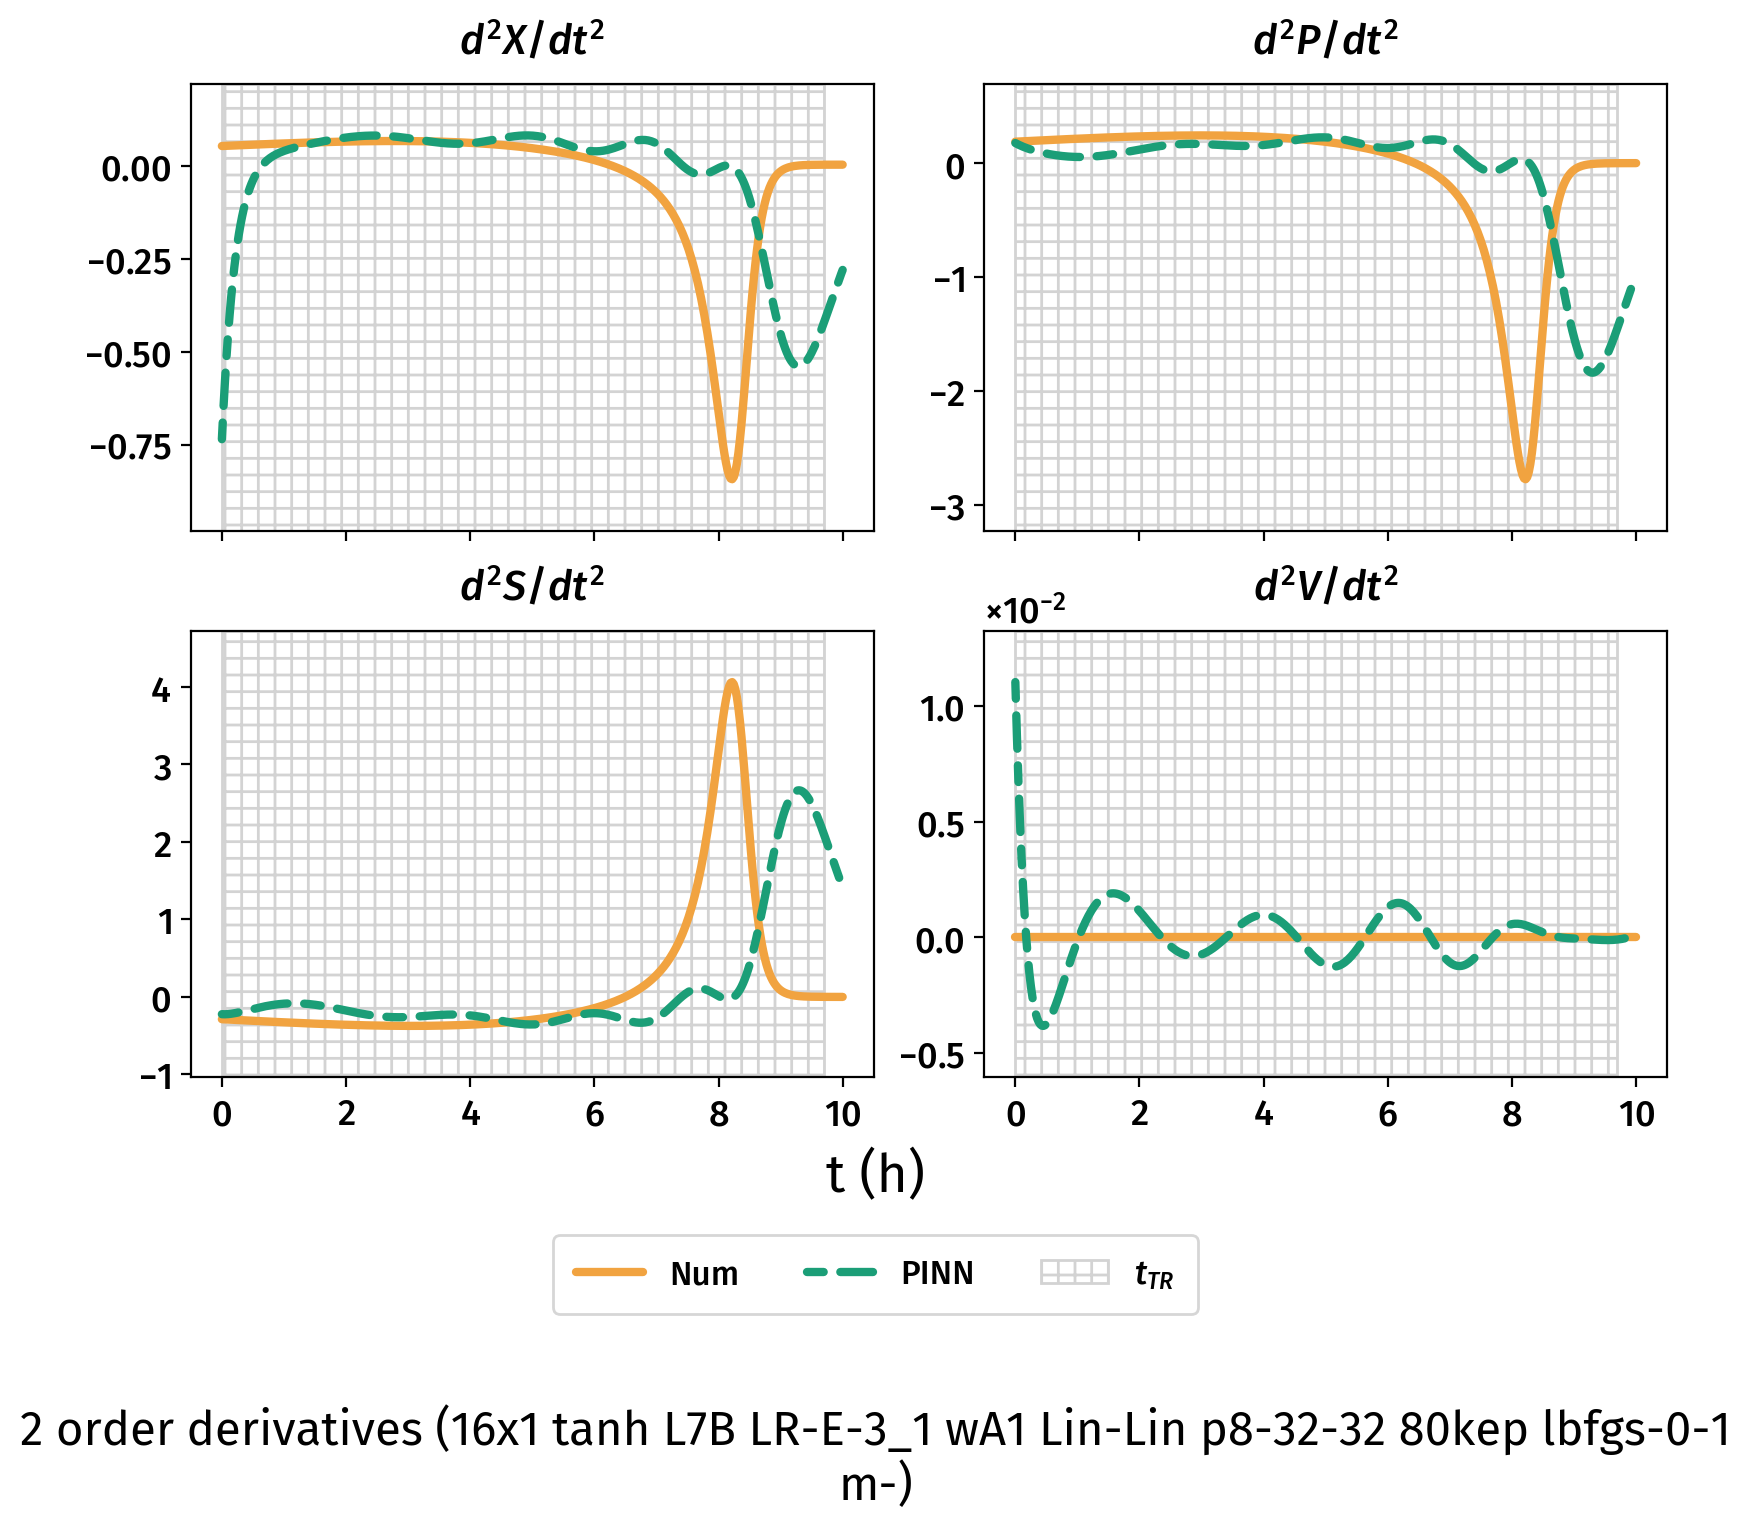 d²X/dt²
d²P/dt²
0.00
−0.25
−0.50
−0.75
0
−1
−2
−3
d²S/dt²
d²V/dt²
×10⁻²
4
3
2
1
0
−1
1.0
0.5
0.0
−0.5
0 2 4 6 8 10
0 2 4 6 8 10
t (h)
Num PINN t_TR
2 order derivatives (16x1 tanh L7B LR-E-3_1 wA1 Lin-Lin p8-32-32 80kep lbfgs-0-1
m-)